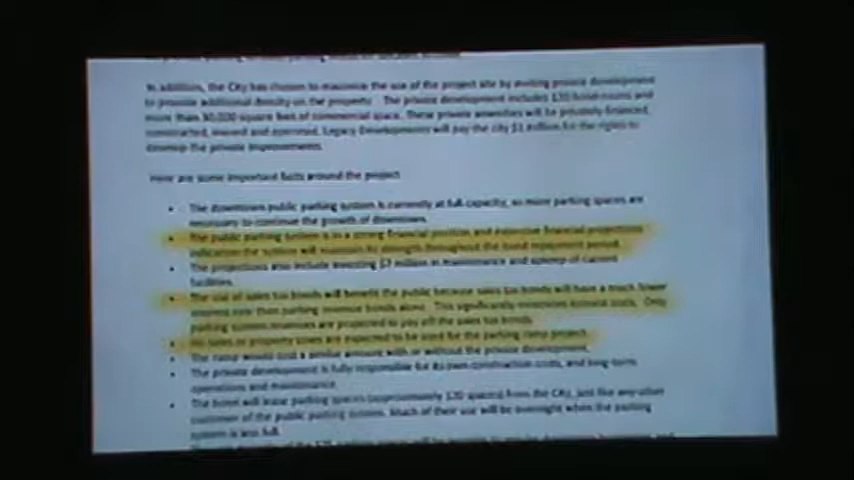 In addition, the City has chosen to maximize the use of the project site by inviting private development
to provide additional density on the property. The private development includes 120 hotel rooms and
more than 30,000 square feet of commercial space. These private amenities will be privately financed,
constructed, owned and operated. Legacy Developments will pay the city $1 million for the rights to
develop the private improvements.
Here are some important facts around the project
• The downtown public parking system is currently at full capacity, so more parking spaces are
necessary to continue the growth of downtown.
• The public parking system is in a strong financial position and extensive financial projections
indicate the system will maintain its strength throughout the bond repayment period.
• The projections also include investing $7 million in maintenance and upkeep of current
facilities.
• The use of sales tax bonds will benefit the public because sales tax bonds will have a much lower
interest rate than parking revenue bonds alone. This significantly minimizes interest costs. Only
parking system revenues are projected to pay off the sales tax bonds.
• No sales or property taxes are expected to be used for the parking ramp project.
• The ramp would cost a similar amount with or without the private development.
• The private development is fully responsible for its own construction costs, and long-term
operations and maintenance.
• The hotel will lease parking spaces (approximately 120 spaces) from the City, just like any other
customer of the public parking system. Much of their use will be overnight when the parking
system is less full.